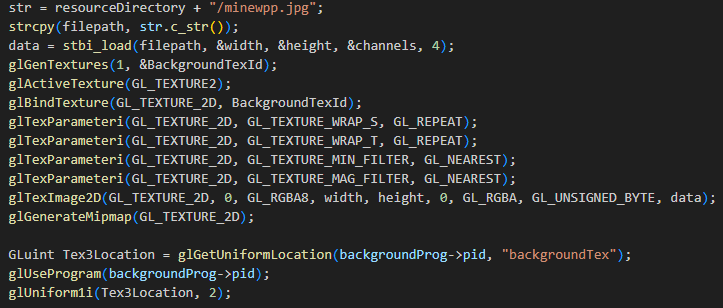 str = resourceDirectory + "/minewpp.jpg";
strcpy(filepath, str.c_str());
data = stbi_load(filepath, &width, &height, &channels, 4);
glGenTextures(1, &BackgroundTexId);
glActiveTexture(GL_TEXTURE2);
glBindTexture(GL_TEXTURE_2D, BackgroundTexId);
glTexParameteri(GL_TEXTURE_2D, GL_TEXTURE_WRAP_S, GL_REPEAT);
glTexParameteri(GL_TEXTURE_2D, GL_TEXTURE_WRAP_T, GL_REPEAT);
glTexParameteri(GL_TEXTURE_2D, GL_TEXTURE_MIN_FILTER, GL_NEAREST);
glTexParameteri(GL_TEXTURE_2D, GL_TEXTURE_MAG_FILTER, GL_NEAREST);
glTexImage2D(GL_TEXTURE_2D, 0, GL_RGBA8, width, height, 0, GL_RGBA, GL_UNSIGNED_BYTE, data);
glGenerateMipmap(GL_TEXTURE_2D);
GLuint Tex3Location = glGetUniformLocation(backgroundProg->pid, "backgroundTex");
glUseProgram(backgroundProg->pid);
glUniform1i(Tex3Location, 2);